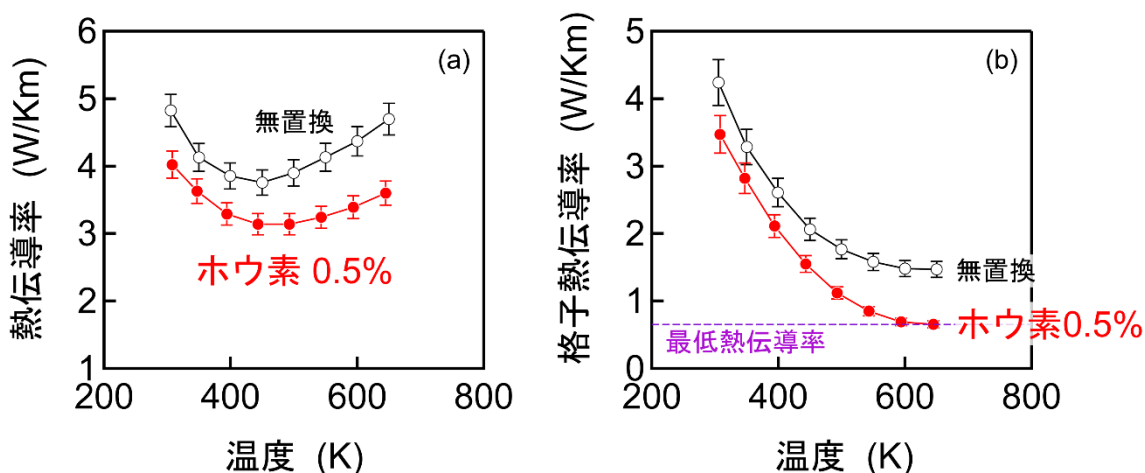 熱伝導率 (W/Km)
6
5
4
3
2
1
(a)
無置換
ホウ素 0.5%
200
400
600
800
温度 (K)
格子熱伝導率 (W/Km)
5
4
3
2
1
0
(b)
無置換
ホウ素0.5%
最低熱伝導率
200
400
600
800
温度 (K)